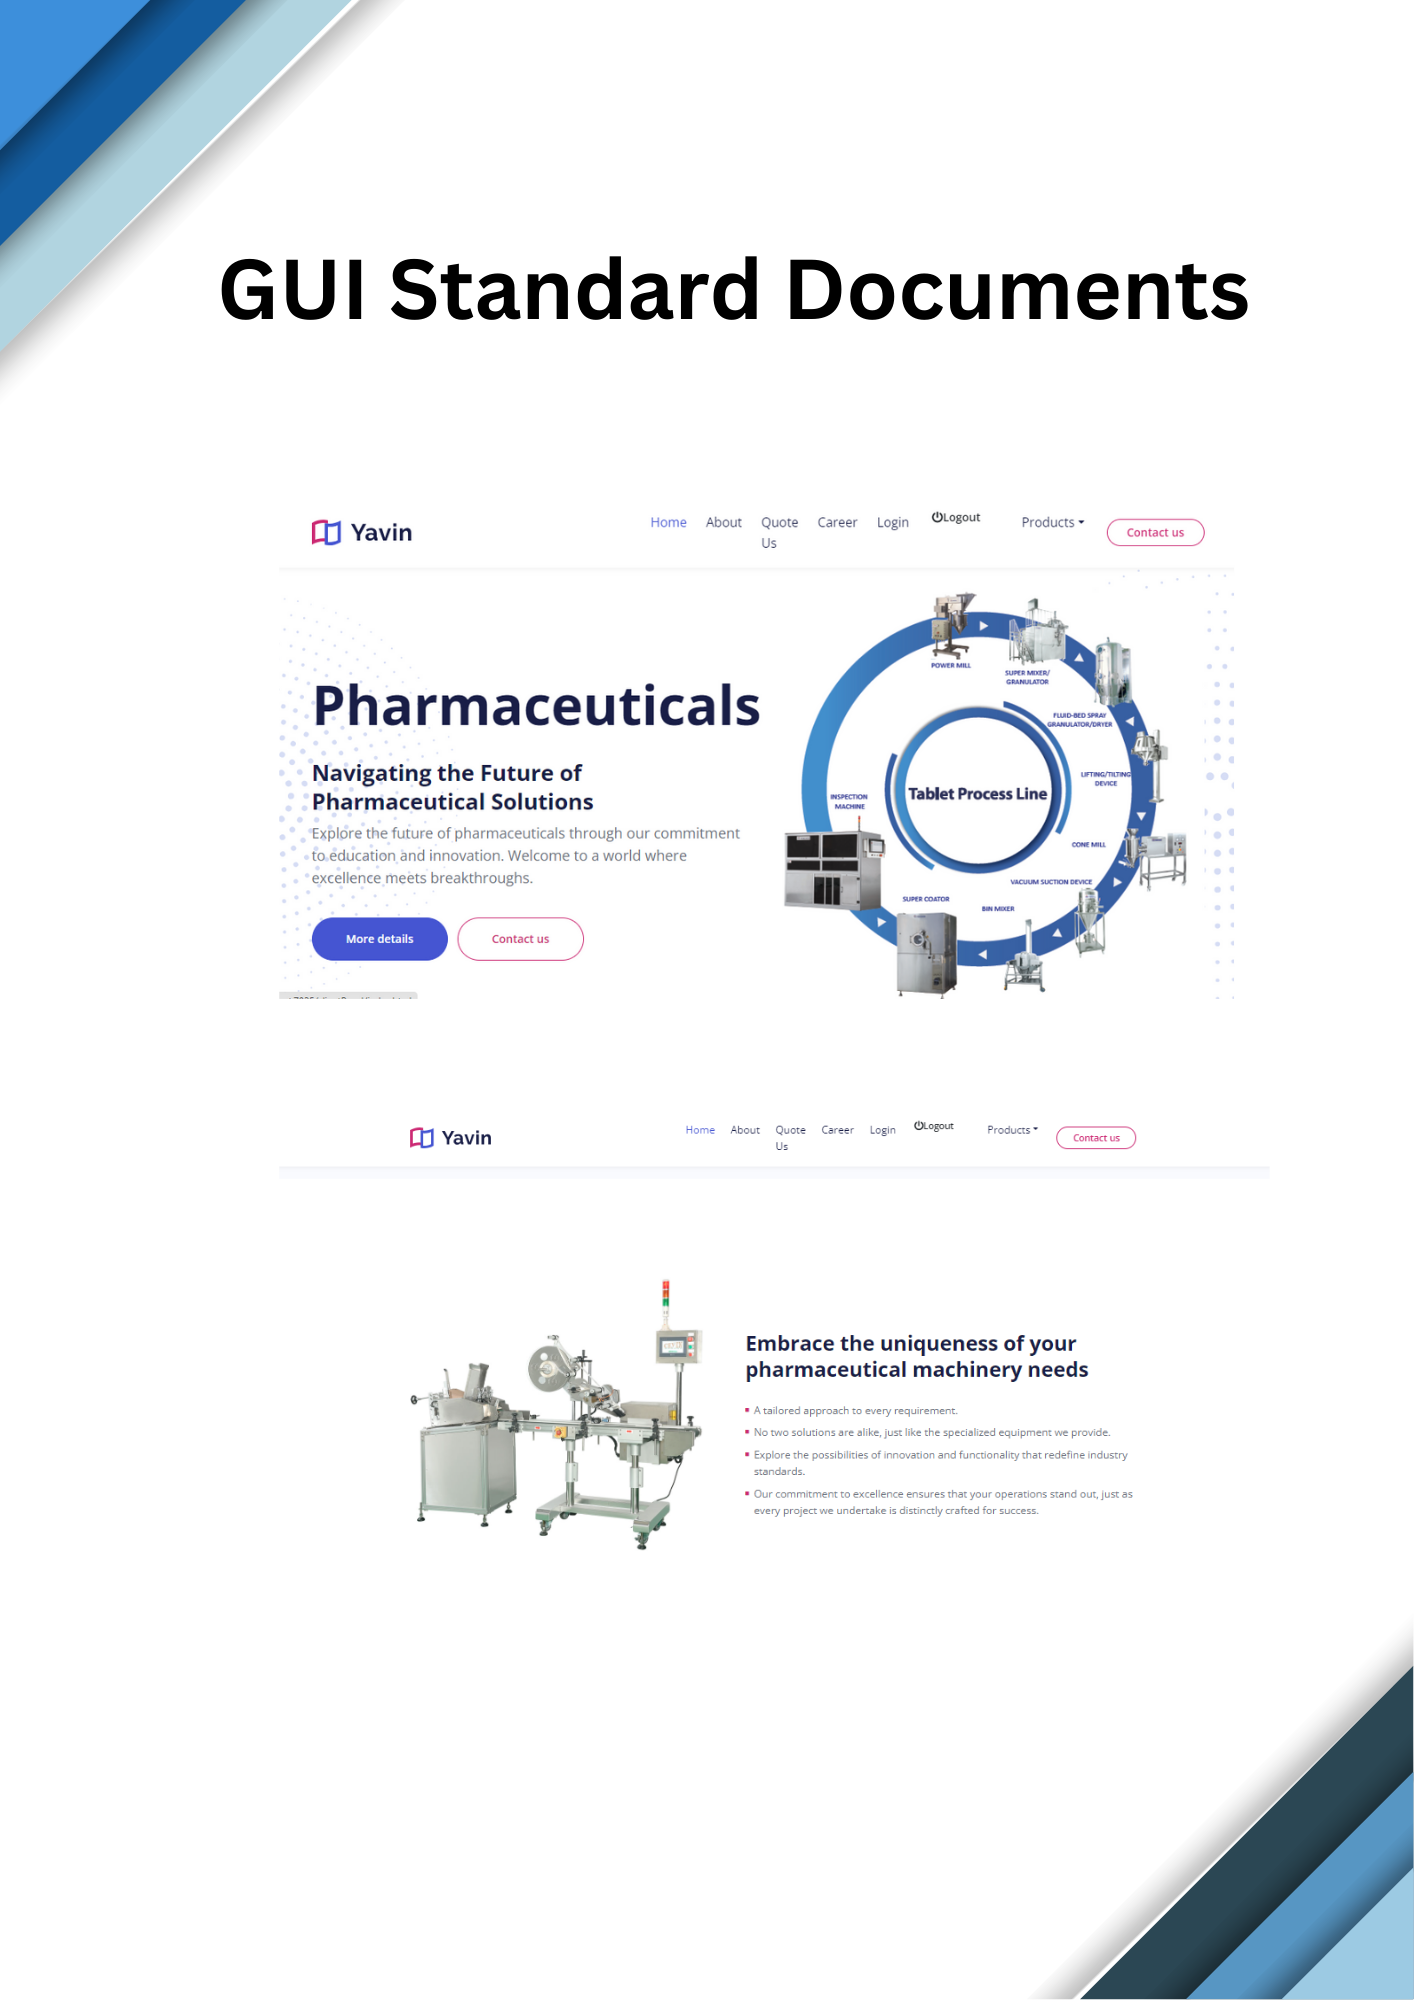 GUI Standard Documents
Yavin
Home About Quote Us Career Login Logout Products Contact us
Pharmaceuticals
Navigating the Future of
Pharmaceutical Solutions
Explore the future of pharmaceuticals through our commitment
to education and innovation. Welcome to a world where
excellence meets breakthroughs.
More details Contact us
POWER MILL
SUPER MIXER/
GRANULATOR
FLUID-BED SPRAY
GRANULATOR/DRYER
LIFTING/TILTING
DEVICE
CONE MILL
VACUUM SUCTION DEVICE
BIN MIXER
SUPER COATOR
INSPECTION
MACHINE
Tablet Process Line
Yavin
Home About Quote Us Career Login Logout Products Contact us
Embrace the uniqueness of your
pharmaceutical machinery needs
A tailored approach to every requirement.
No two solutions are alike, just like the specialized equipment we provide.
Explore the possibilities of innovation and functionality that redefine industry
standards.
Our commitment to excellence ensures that your operations stand out, just as
every project we undertake is distinctly crafted for success.